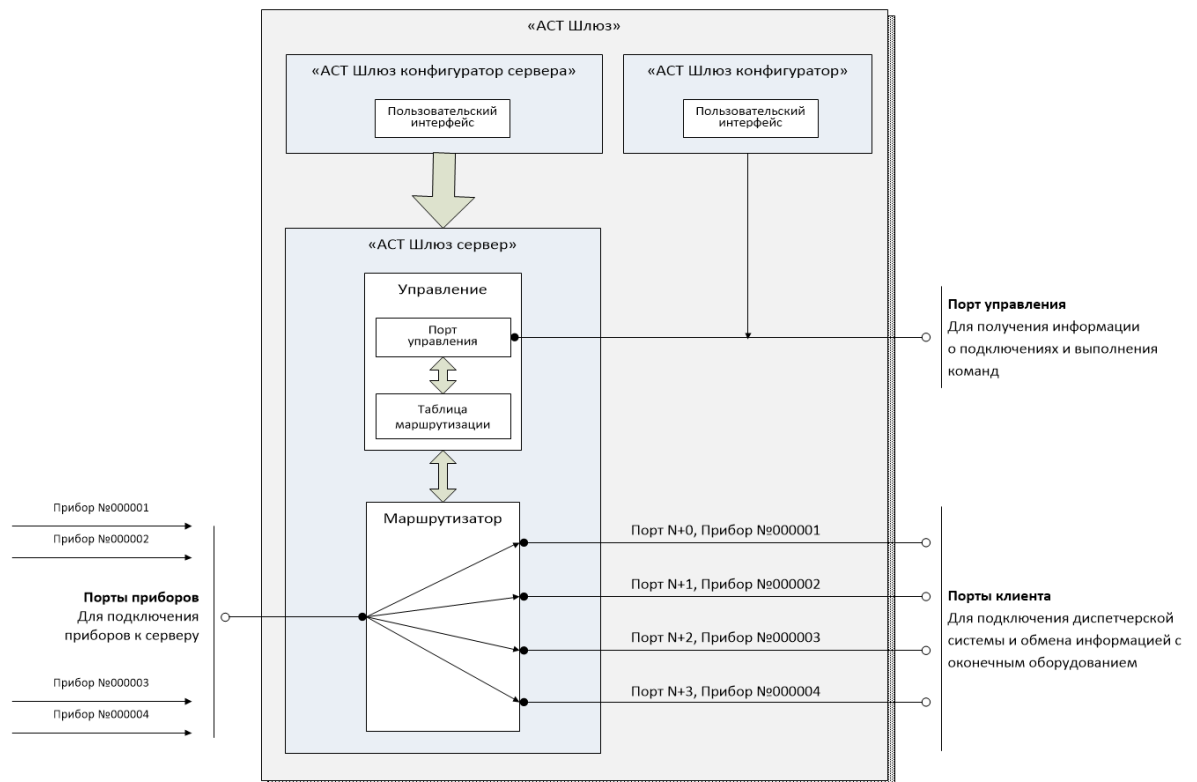 «АСТ Шлюз»
«АСТ Шлюз конфигуратор сервера»
Пользовательский
интерфейс
«АСТ Шлюз конфигуратор»
Пользовательский
интерфейс
«АСТ Шлюз сервер»
Управление
Порт
управления
Таблица
маршрутизации
Порт управления
Для получения информации
о подключениях и выполнения
команд
Прибор №000001
Прибор №000002
Порты приборов
Для подключения
приборов к серверу
Прибор №000003
Прибор №000004
Маршрутизатор
Порт N+0, Прибор №000001
Порт N+1, Прибор №000002
Порт N+2, Прибор №000003
Порт N+3, Прибор №000004
Порты клиента
Для подключения диспетчерской
системы и обмена информацией с
оконечным оборудованием